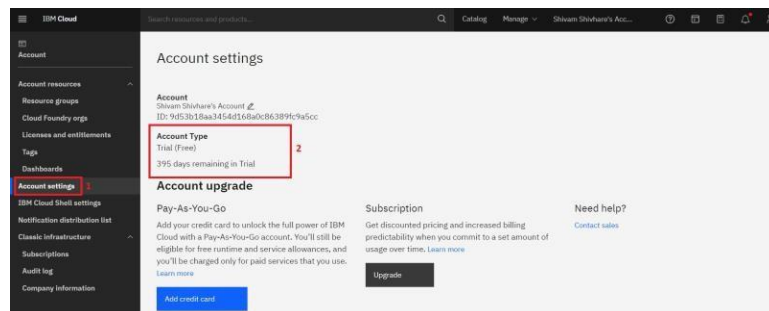 IBM Cloud
Search resources and products...
Catalog
Manage
Shivam Shivhare's Acc...
Account
Account resources
Resource groups
Cloud Foundry orgs
Licenses and entitlements
Tags
Dashboards
Account settings 1
IBM Cloud Shell settings
Notification distribution list
Classic infrastructure
Subscriptions
Audit log
Company information
Account settings
Account
Shivam Shivhare's Account
ID: 9d53b18aa3454d168a0c86389fc9a5cc
Account Type
Trial (Free)
2
395 days remaining in Trial
Account upgrade
Pay-As-You-Go
Add your credit card to unlock the full power of IBM
Cloud with a Pay-As-You-Go account. You'll still be
eligible for free runtime and service allowances, and
you'll be charged only for paid services that you use.
Learn more
Add credit card
Subscription
Get discounted pricing and increased billing
predictability when you commit to a set amount of
usage over time. Learn more
Upgrade
Need help?
Contact sales